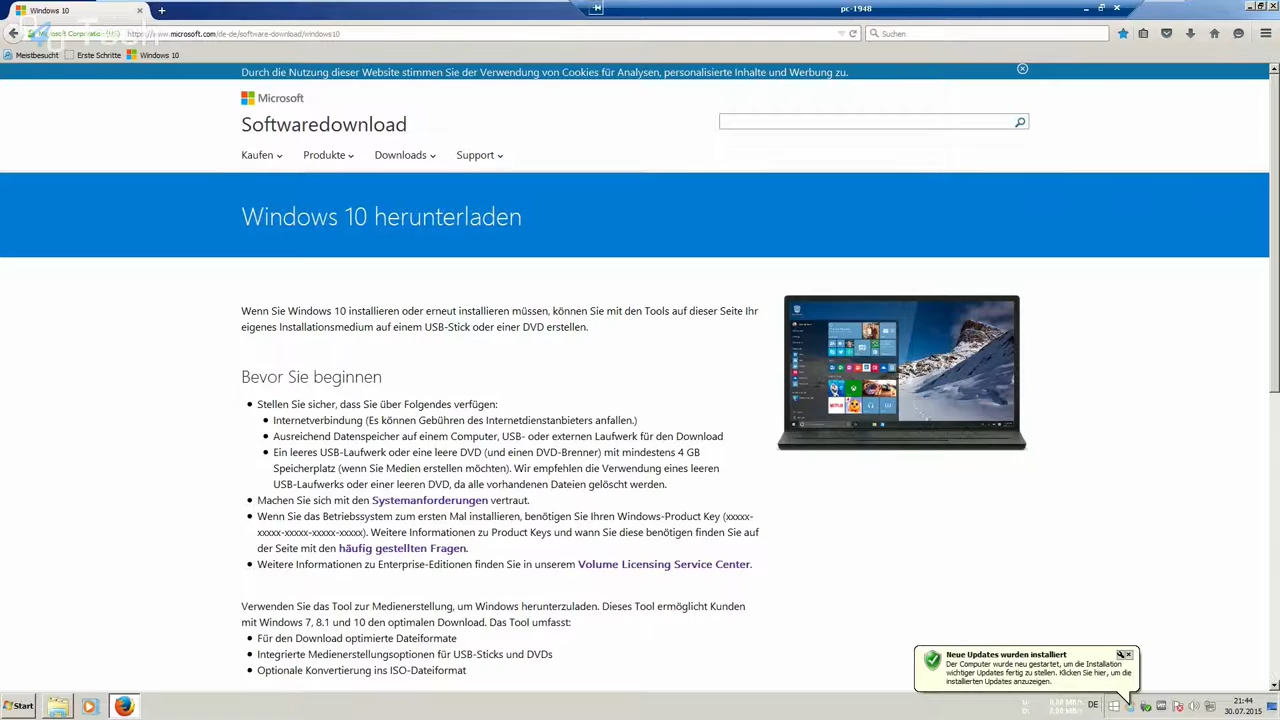 Windows 10
pc-1948
Microsoft Corporation (US)
https://www.microsoft.com/de-de/software-download/windows10
Suchen
Meistbesucht
Erste Schritte
Windows 10
Durch die Nutzung dieser Website stimmen Sie der Verwendung von Cookies für Analysen, personalisierte Inhalte und Werbung zu.
Microsoft
Softwaredownload
Kaufen Produkte Downloads Support
Windows 10 herunterladen
Wenn Sie Windows 10 installieren oder erneut installieren müssen, können Sie mit den Tools auf dieser Seite Ihr
eigenes Installationsmedium auf einem USB-Stick oder einer DVD erstellen.
Bevor Sie beginnen
Stellen Sie sicher, dass Sie über Folgendes verfügen:
Internetverbindung (Es können Gebühren des Internetdienstanbieters anfallen.)
Ausreichend Datenspeicher auf einem Computer, USB- oder externen Laufwerk für den Download
Ein leeres USB-Laufwerk oder eine leere DVD (und einen DVD-Brenner) mit mindestens 4 GB
Speicherplatz (wenn Sie Medien erstellen möchten). Wir empfehlen die Verwendung eines leeren
USB-Laufwerks oder einer leeren DVD, da alle vorhandenen Dateien gelöscht werden.
Machen Sie sich mit den Systemanforderungen vertraut.
Wenn Sie das Betriebssystem zum ersten Mal installieren, benötigen Sie Ihren Windows-Product Key (xxxxx-
xxxxx-xxxxx-xxxxx-xxxxx). Weitere Informationen zu Product Keys und wann Sie diese benötigen finden Sie auf
der Seite mit den häufig gestellten Fragen.
Weitere Informationen zu Enterprise-Editionen finden Sie in unserem Volume Licensing Service Center.
Verwenden Sie das Tool zur Medienerstellung, um Windows herunterzuladen. Dieses Tool ermöglicht Kunden
mit Windows 7, 8.1 und 10 den optimalen Download. Das Tool umfasst:
Für den Download optimierte Dateiformate
Integrierte Medienerstellungsoptionen für USB-Sticks und DVDs
Optionale Konvertierung ins ISO-Dateiformat
Neue Updates wurden installiert
Der Computer wurde neu gestartet, um die Installation
wichtiger Updates fertig zu stellen. Klicken Sie hier, um die
installierten Updates anzuzeigen.
Start
DE
21:44
30.07.2015